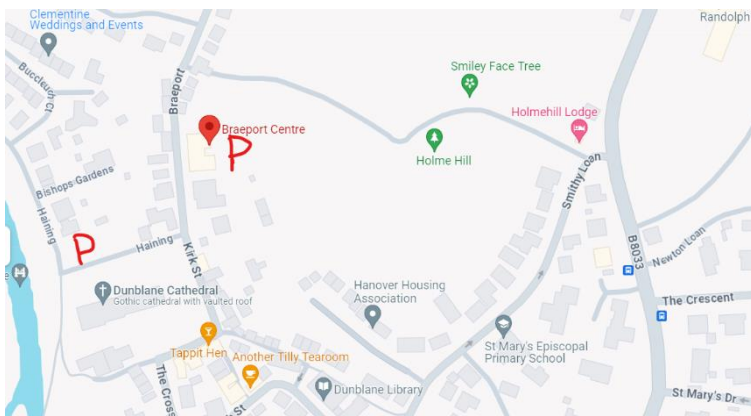 Clementine
Weddings and Events
Randolph
Buccleuch Ct
Braeport
Smiley Face Tree
Holmehill Lodge
Braeport Centre
P
Holme Hill
Bishops Gardens
Smithy Loan
Haining
P
Haining
Kirk St
B8033
Newton Loan
Dunblane Cathedral
Gothic cathedral with vaulted roof
Hanover Housing
Association
The Crescent
Tappit Hen
St Mary's Episcopal
Primary School
Another Tilly Tearoom
The Cross
Dunblane Library
St Mary's Dr
St